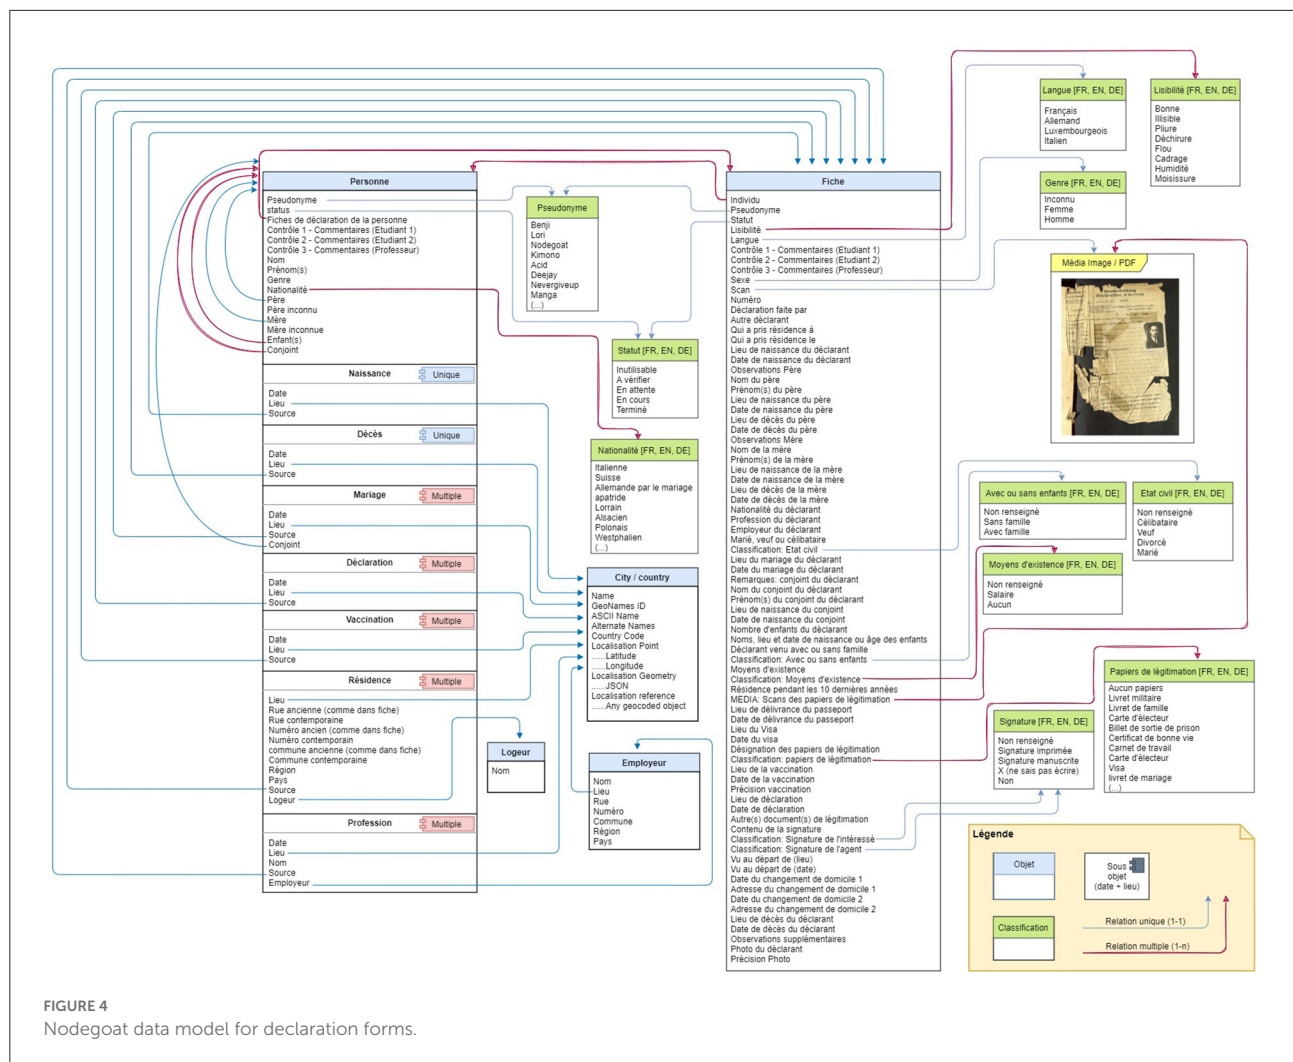 Personne
Pseudonyme
status
Fiches de déclaration de la personne
Contrôle 1 - Commentaires (Etudiant 1)
Contrôle 2 - Commentaires (Etudiant 2)
Contrôle 3 - Commentaires (Professeur)
Nom
Prénom(s)
Genre
Nationalité
Père
Père inconnu
Mère
Mère inconnue
Enfant(s)
Conjoint
Naissance
Unique
Date
Lieu
Source
Décès
Unique
Date
Lieu
Source
Mariage
Multiple
Date
Lieu
Source
Conjoint
Déclaration
Multiple
Date
Lieu
Source
Vaccination
Multiple
Date
Lieu
Source
Résidence
Multiple
Lieu
Rue ancienne (comme dans fiche)
Rue contemporaine
Numéro ancien (comme dans fiche)
Numéro contemporain
commune ancienne (comme dans fiche)
Commune contemporaine
Région
Pays
Source
Logeur
Profession
Multiple
Date
Lieu
Nom
Source
Employeur
Pseudonyme
Benji
Lori
Nodegoat
Kimono
Acid
Deejay
Nevergiveup
Manga
(...)
Statut [FR, EN, DE]
Inutilisable
A vérifier
En attente
En cours
Terminé
Nationalité [FR, EN, DE]
Italienne
Suisse
Allemande par le mariage
apatride
Lorrain
Alsacien
Polonais
Westphalien
(...)
City / country
Name
GeoNames ID
ASCII Name
Alternate Names
Country Code
Localisation Point
......Latitude
......Longitude
Localisation Geometry
......JSON
Localisation reference
......Any geocoded object
Logeur
Nom
Employeur
Nom
Lieu
Rue
Numéro
Commune
Région
Pays
Fiche
Individu
Pseudonyme
Statut
Lisibilité
Langue
Contrôle 1 - Commentaires (Etudiant 1)
Contrôle 2 - Commentaires (Etudiant 2)
Contrôle 3 - Commentaires (Professeur)
Sexe
Scan
Numéro
Déclaration faite par
Autre déclarant
Qui a pris résidence á
Qui a pris résidence le
Lieu de naissance du déclarant
Date de naissance du déclarant
Observations Père
Nom du père
Prénom(s) du père
Lieu de naissance du père
Date de naissance du père
Lieu de décès du père
Date de décès du père
Observations Mère
Nom de la mère
Prénom(s) de la mère
Lieu de naissance de la mère
Date de naissance de la mère
Lieu de décès de la mère
Date de décès de la mère
Nationalité du déclarant
Profession du déclarant
Employeur du déclarant
Marié, veuf ou célibataire
Classification: Etat civil
Lieu du mariage du déclarant
Date du mariage du déclarant
Remarques: conjoint du déclarant
Nom du conjoint du déclarant
Prénom(s) du conjoint du déclarant
Lieu de naissance du conjoint
Date de naissance du conjoint
Nombre d'enfants du déclarant
Noms, lieu et date de naissance ou âge des enfants
Déclarant venu avec ou sans famille
Classification: Avec ou sans enfants
Moyens d'existence
Classification: Moyens d'existence
Résidence pendant les 10 dernières années
MEDIA: Scans des papiers de légitimation
Lieu de délivrance du passeport
Date de délivrance du passeport
Lieu du Visa
Date du visa
Désignation des papiers de légitimation
Classification: papiers de légitimation
Lieu de la vaccination
Date de la vaccination
Précision vaccination
Lieu de déclaration
Date de déclaration
Autre(s) document(s) de légitimation
Contenu de la signature
Classification: Signature de l'intéressé
Classification: Signature de l'agent
Vu au départ de (lieu)
Vu au départ de (date)
Date du changement de domicile 1
Adresse du changement de domicile 1
Date du changement de domicile 2
Adresse du changement de domicile 2
Lieu de décès du déclarant
Date de décès du déclarant
Observations supplémentaires
Photo du déclarant
Précision Photo
Langue [FR, EN, DE]
Français
Allemand
Luxembourgeois
Italien
Lisibilité [FR, EN, DE]
Bonne
Illisible
Pliure
Déchirure
Flou
Cadrage
Humidité
Moisissure
Genre [FR, EN, DE]
Inconnu
Femme
Homme
Média Image / PDF
Avec ou sans enfants [FR, EN, DE]
Non renseigné
Sans famille
Avec famille
Etat civil [FR, EN, DE]
Non renseigné
Célibataire
Veuf
Divorcé
Marié
Moyens d'existence [FR, EN, DE]
Non renseigné
Salaire
Aucun
Papiers de légitimation [FR, EN, DE]
Aucun papiers
Livret militaire
Livret de famille
Carte d'électeur
Billet de sortie de prison
Certificat de bonne vie
Carnet de travail
Carte d'électeur
Visa
livret de mariage
(...)
Signature [FR, EN, DE]
Non renseigné
Signature imprimée
Signature manuscrite
X (ne sais pas écrire)
Non
Légende
Objet
Sous
objet
(date + lieu)
Classification
Relation unique (1-1)
Relation multiple (1-n)
FIGURE 4
Nodegoat data model for declaration forms.